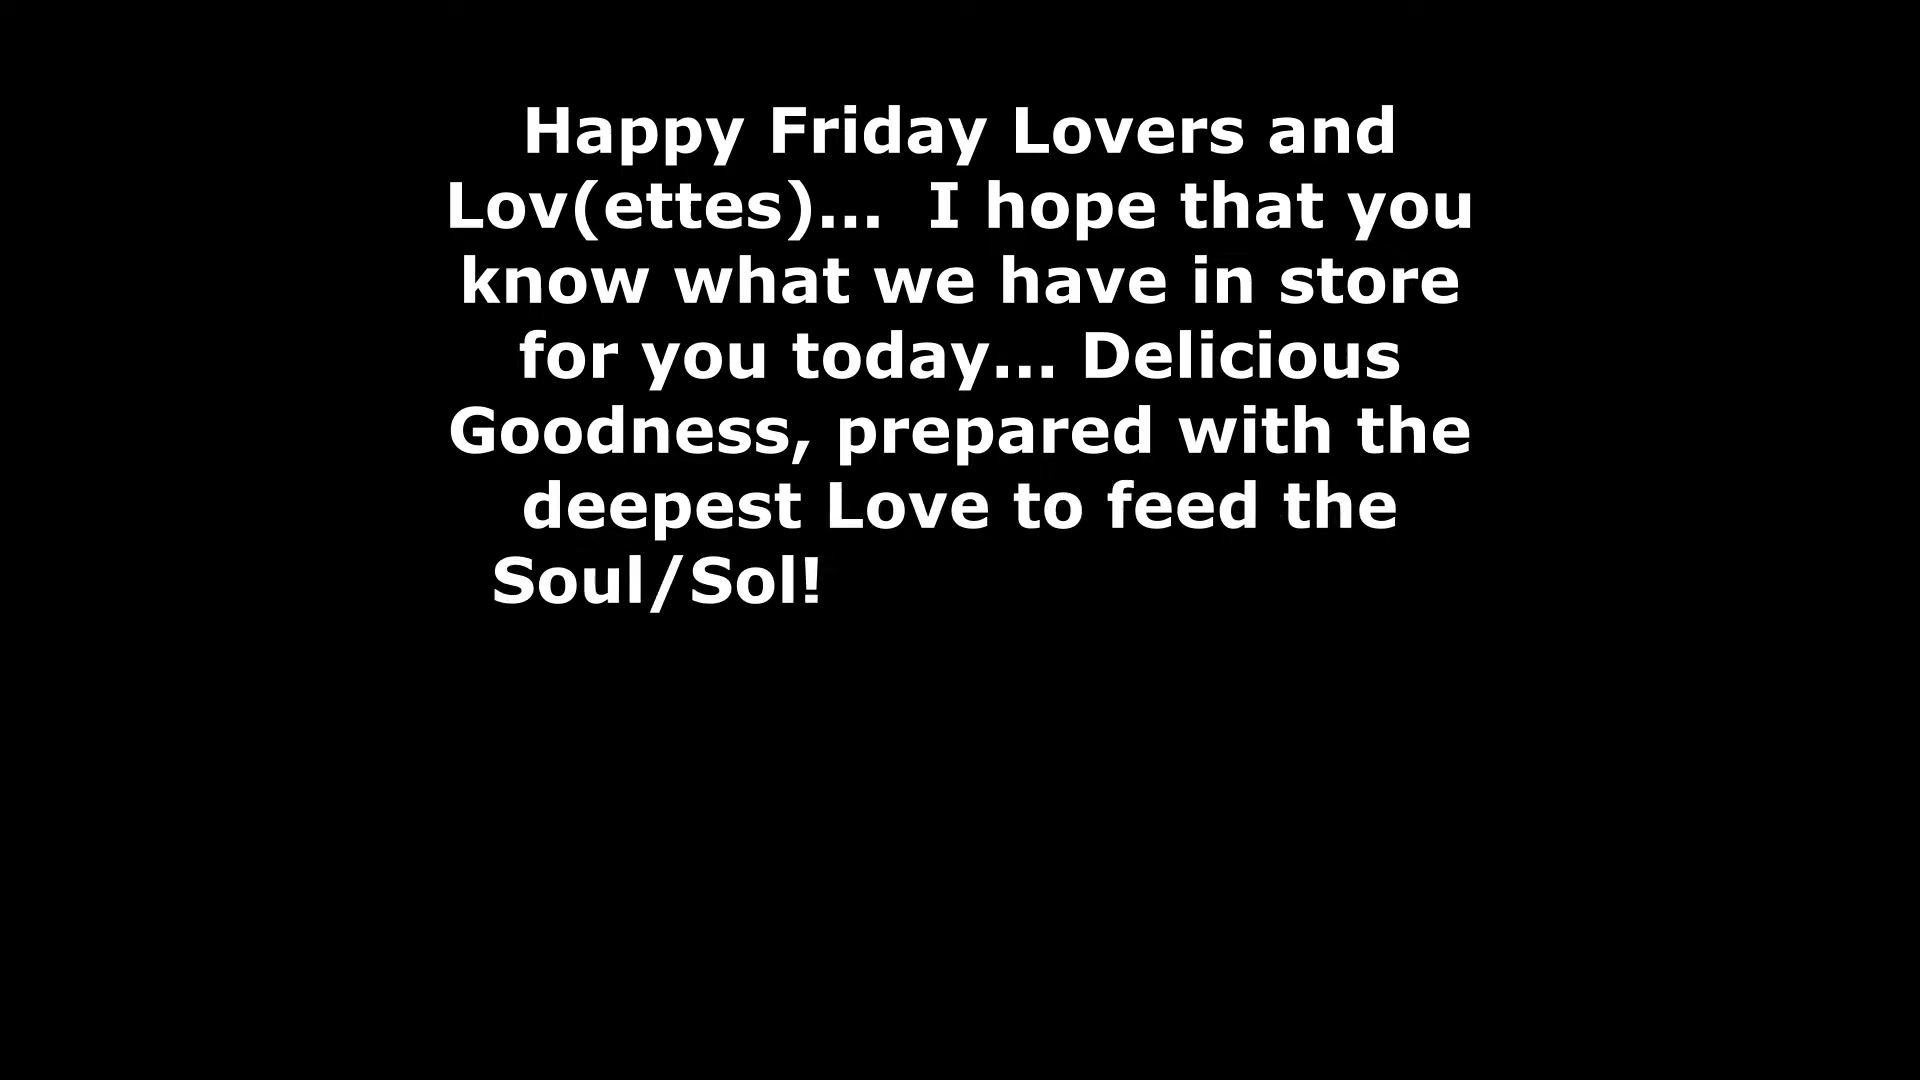 Happy Friday Lovers and
Lov(ettes)...  I hope that you
know what we have in store
for you today... Delicious
Goodness, prepared with the
deepest Love to feed the
Soul/Sol!